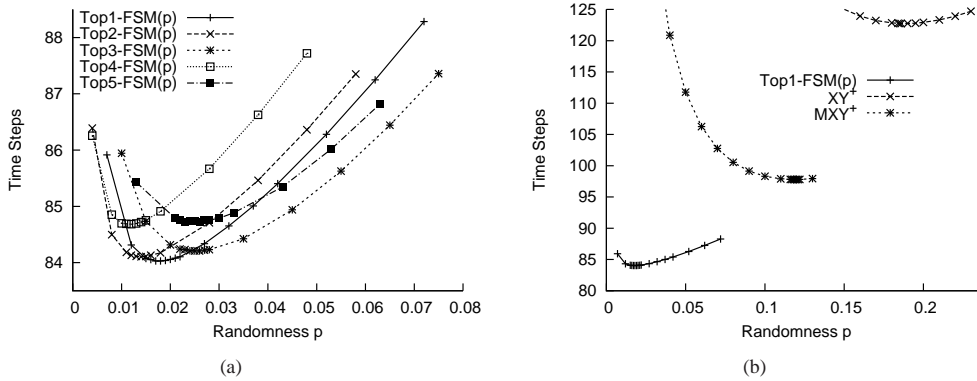 Top1-FSM(p)
Top2-FSM(p)
Top3-FSM(p)
Top4-FSM(p)
Top5-FSM(p)
88
87
86
85
84
Time Steps
0 0.01 0.02 0.03 0.04 0.05 0.06 0.07 0.08
Randomness p
(a)
125
120
115
110
105
100
95
90
85
80
Time Steps
Top1-FSM(p)
XY+
MXY+
0 0.05 0.1 0.15 0.2
Randomness p
(b)